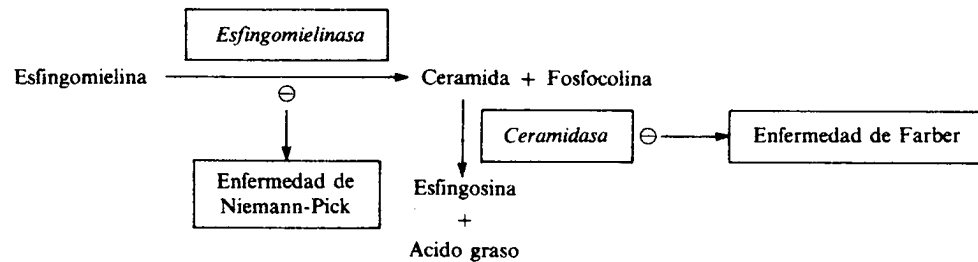 Esfingomielinasa
Esfingomielina
Ceramida + Fosfocolina
⊖
Ceramidasa
⊖
Enfermedad de Farber
Enfermedad de
Niemann-Pick
Esfingosina
+
Acido graso